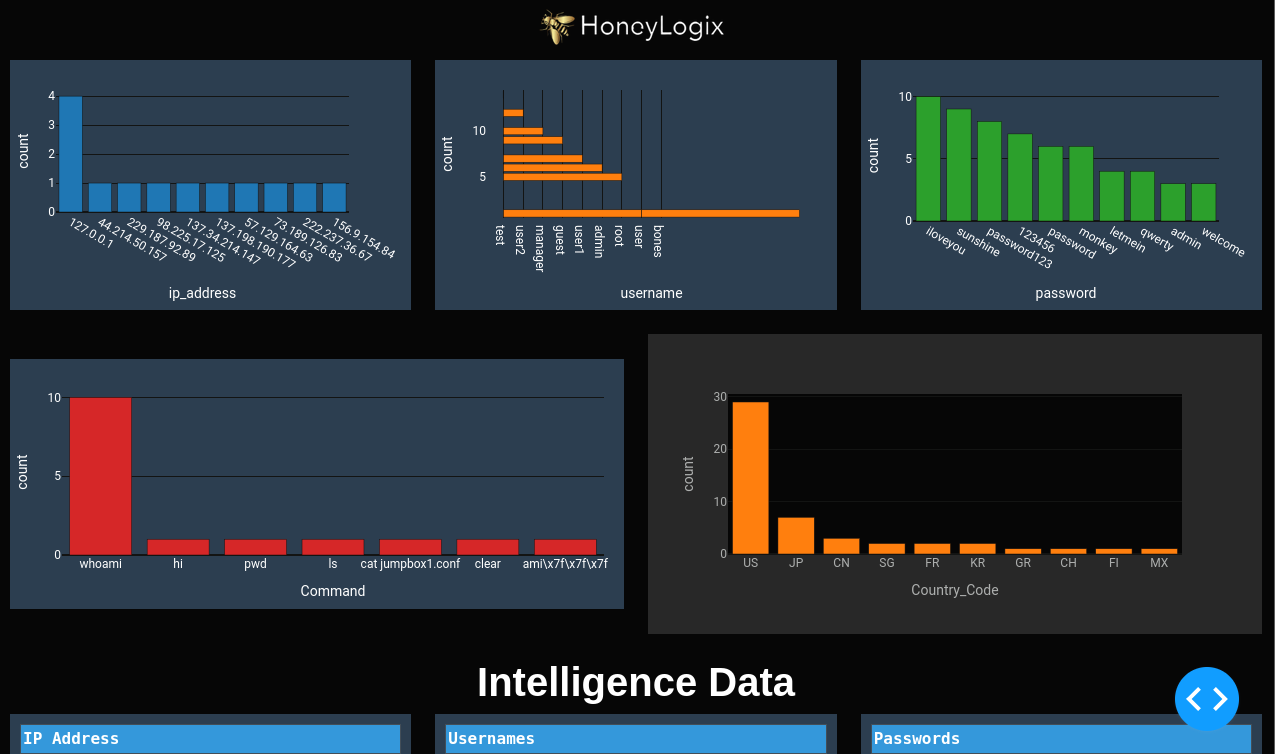 HoneyLogix
count
4
3
2
1
0
127.0.0.1
44.214.50.157
229.187.92.89
98.225.17.125
137.34.214.147
137.198.190.177
57.129.164.63
73.189.126.83
222.237.36.67
156.9.154.84
ip_address
count
10
5
test
user2
manager
guest
user1
admin
root
user
bones
username
count
10
5
0
iloveyou
sunshine
password123
123456
password
monkey
letmein
qwerty
admin
welcome
password
count
10
5
0
whoami
hi
pwd
ls
cat jumpbox1.conf
clear
ami\x7f\x7f\x7f
Command
count
30
20
10
0
US
JP
CN
SG
FR
KR
GR
CH
FI
MX
Country_Code
Intelligence Data
IP Address
Usernames
Passwords